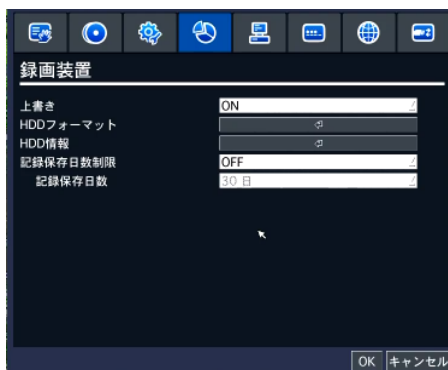 録画装置
上書き ON
HDDフォーマット
HDD情報
記録保存日数制限 OFF
記録保存日数 30 日
OK キャンセル